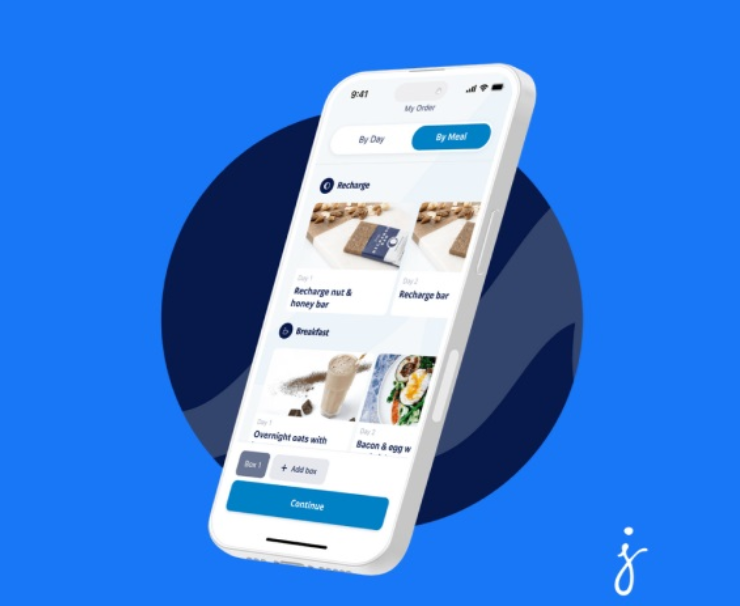 9:41
My Order
By Day
By Meal
Recharge
Day 1
Recharge nut &
honey bar
Day 2
Recharge bar
Breakfast
Day 1
Overnight oats with
Day 2
Bacon & egg w
Box 1
+ Add box
Continue
j